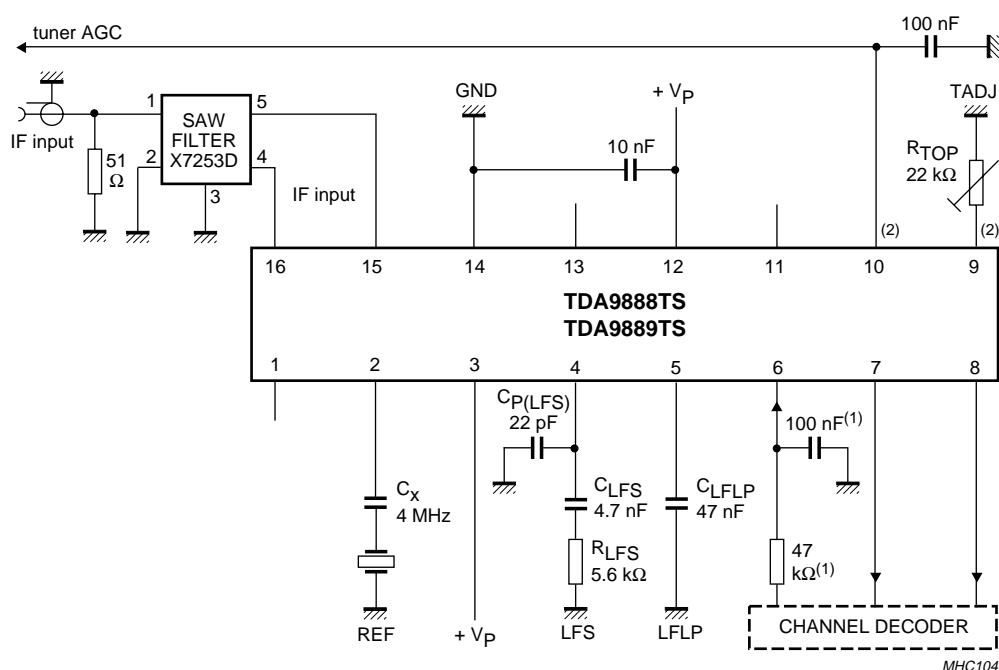 tuner AGC
100 nF
GND
+ VP
TADJ
1
5
SAW
FILTER
X7253D
2
4
3
IF input
51
Ω
IF input
10 nF
RTOP
22 kΩ
(2)
(2)
16
15
14
13
12
11
10
9
TDA9888TS
TDA9889TS
1
2
3
4
5
6
7
8
CP(LFS)
22 pF
100 nF(1)
CX
4 MHz
CLFS
4.7 nF
CLFLP
47 nF
RLFS
5.6 kΩ
47
kΩ(1)
REF
+ VP
LFS
LFLP
CHANNEL DECODER
MHC104